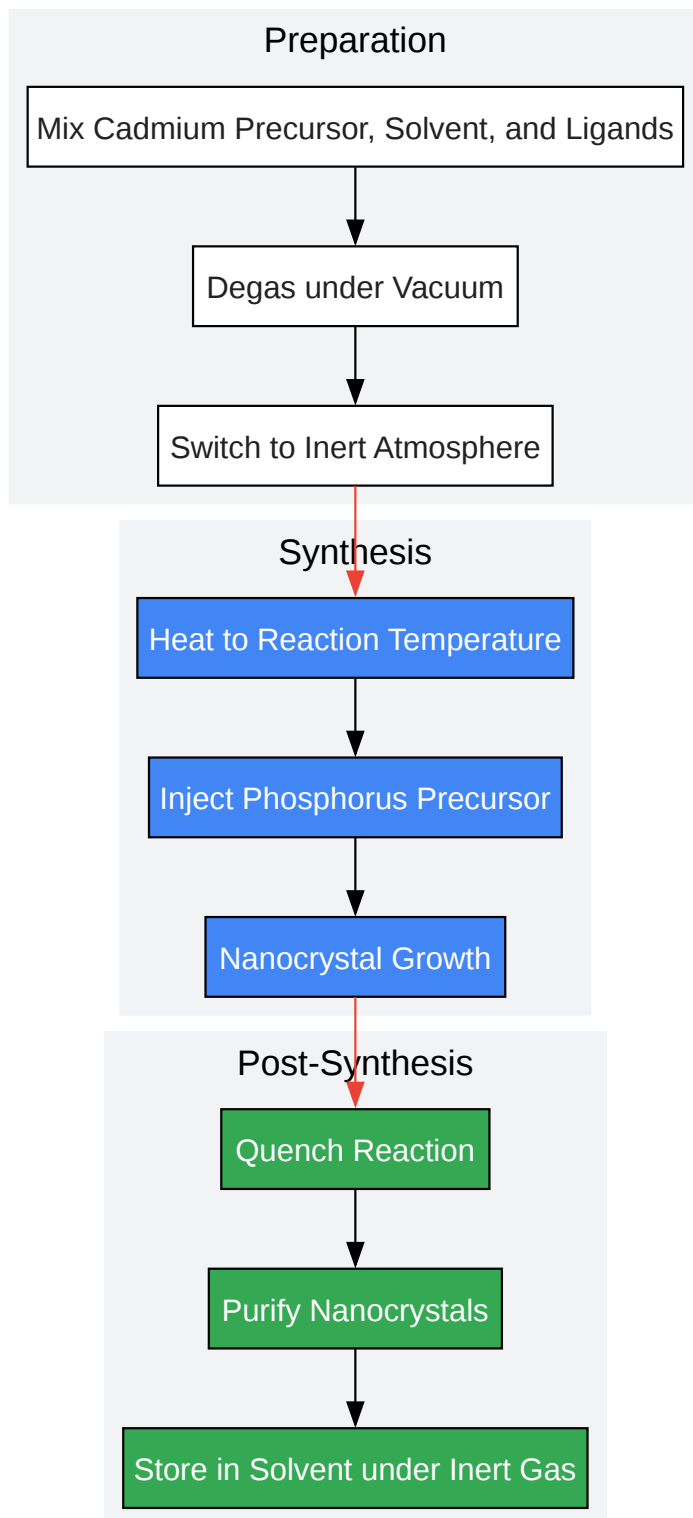 Preparation
Mix Cadmium Precursor, Solvent, and Ligands
Degas under Vacuum
Switch to Inert Atmosphere
Synthesis
Heat to Reaction Temperature
Inject Phosphorus Precursor
Nanocrystal Growth
Post-Synthesis
Quench Reaction
Purify Nanocrystals
Store in Solvent under Inert Gas